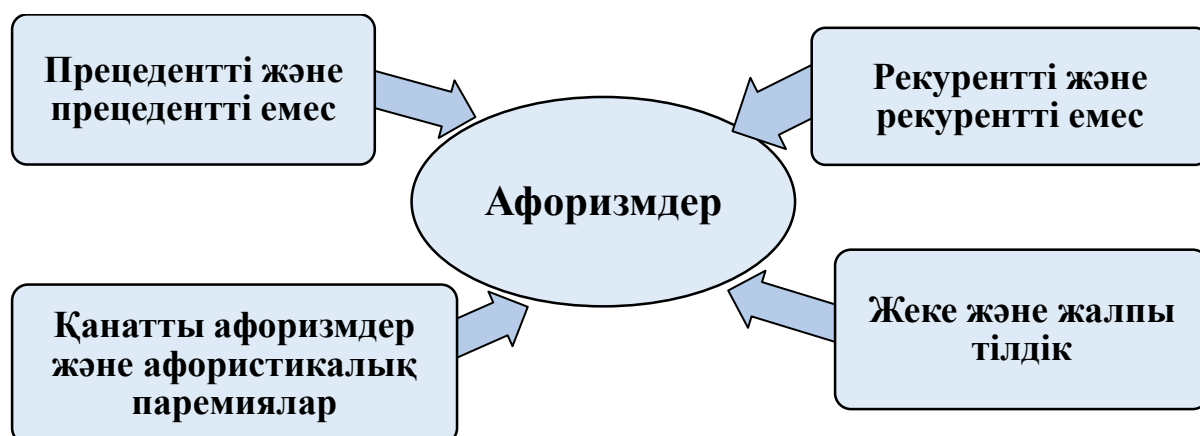 Прецедентті және
прецедентті емес
Рекурентті және
рекурентті емес
Афоризмдер
Қанатты афоризмдер
және афористикалық
паремиялар
Жеке және жалпы
тілдік